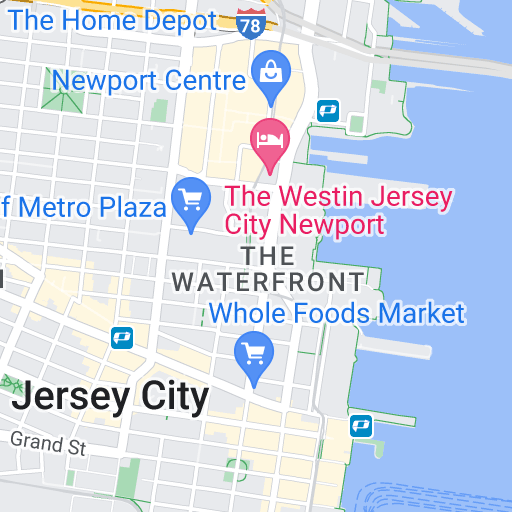 The Home Depot
78
Newport Centre
The Westin Jersey
City Newport
f Metro Plaza
THE
WATERFRONT
Whole Foods Market
Jersey City
Grand St